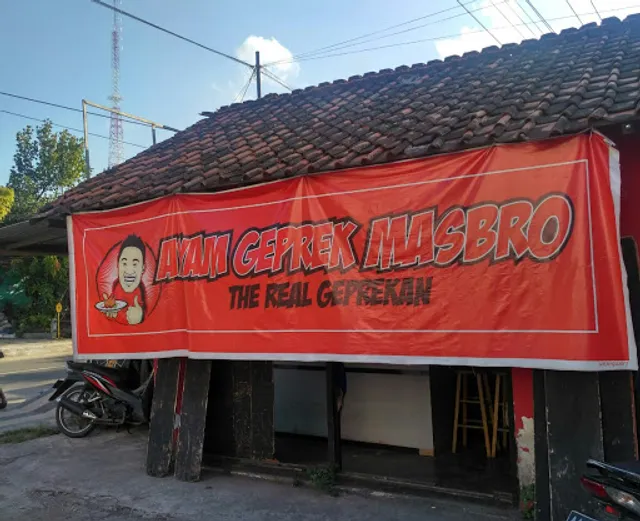 AYAM GEPREK MASBRO
THE REAL GEPREKAN